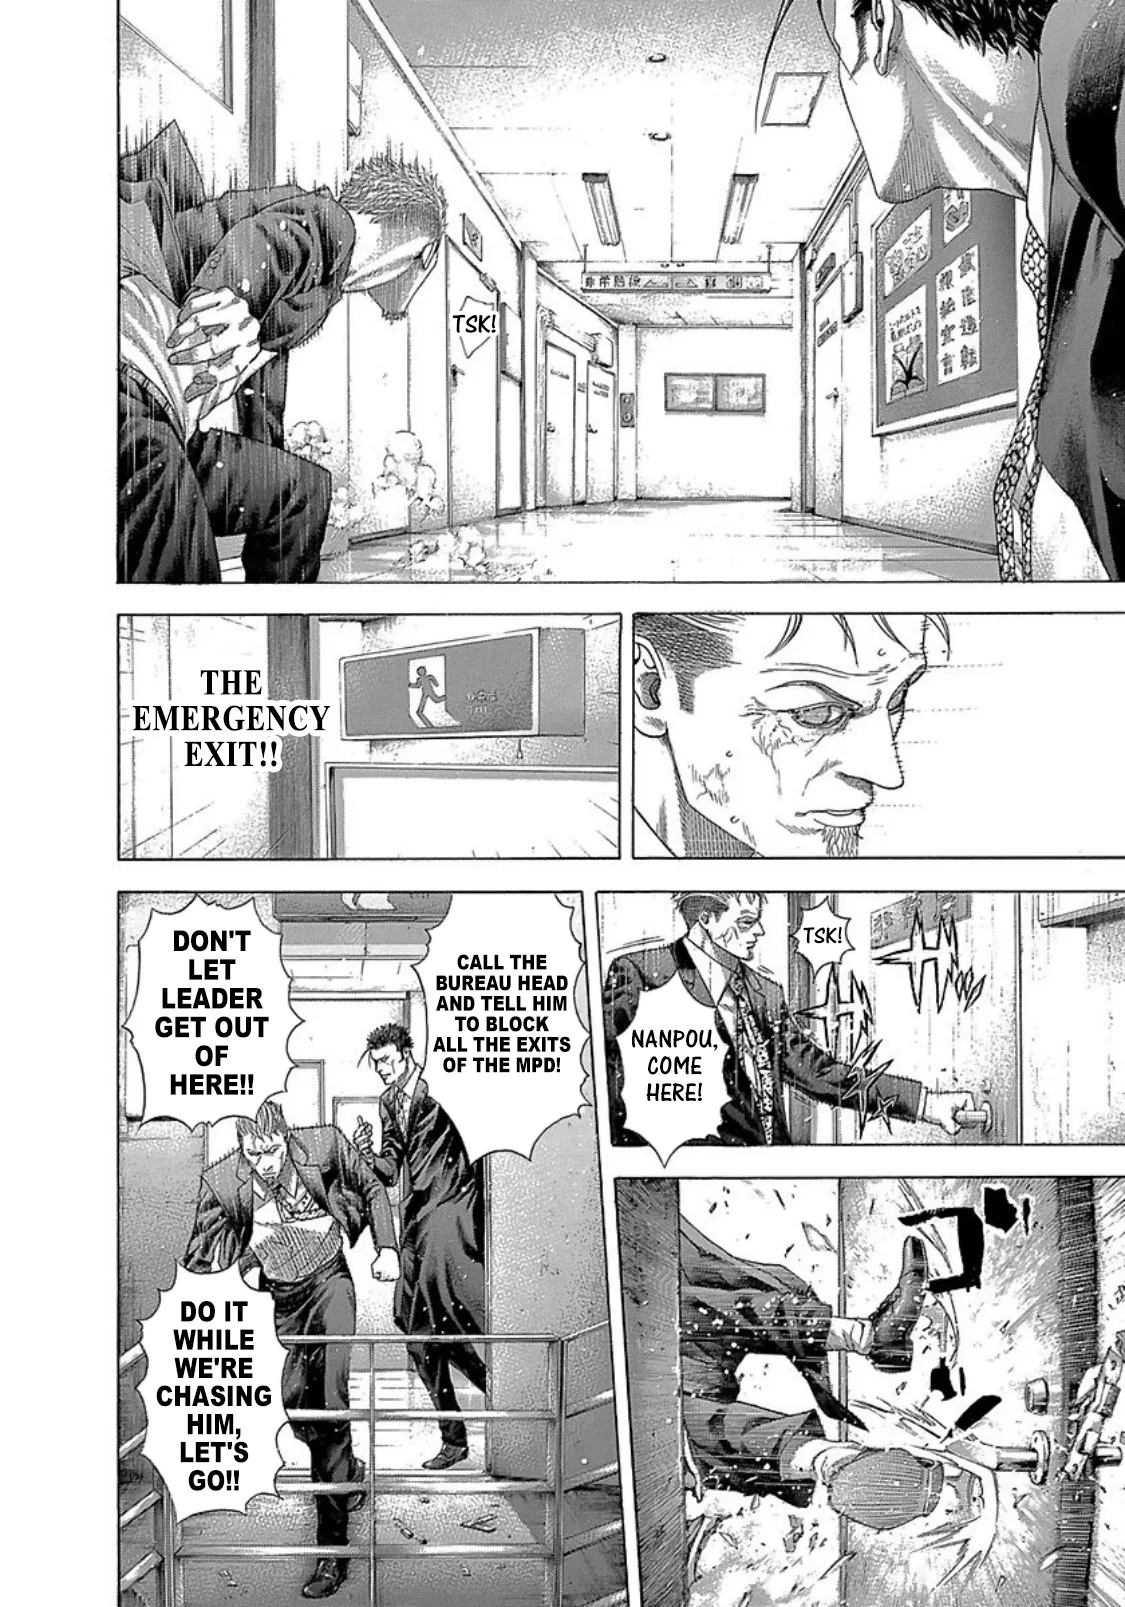 TSK!
THE
EMERGENCY
EXIT!!
TSK!
NANPOU,
COME
HERE!
CALL THE
BUREAU HEAD
AND TELL HIM
TO BLOCK
ALL THE EXITS
OF THE MPD!
DON'T
LET
LEADER
GET OUT
OF
HERE!!
DO IT
WHILE
WE'RE
CHASING
HIM,
LET'S
GO!!